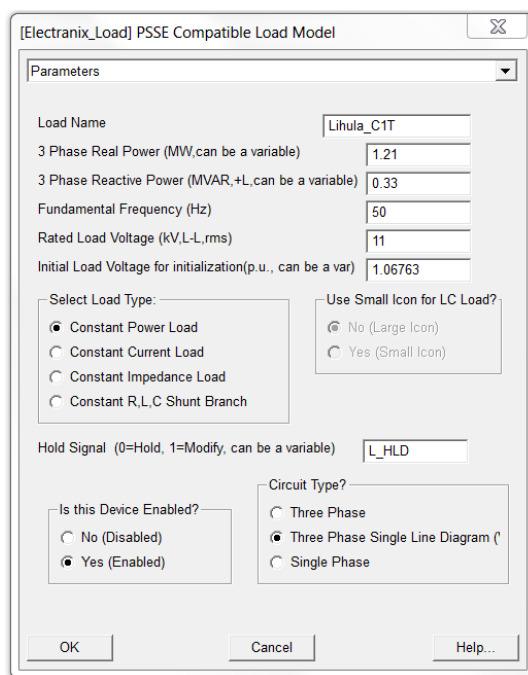 [Electranix_Load] PSSE Compatible Load Model
Parameters
Load Name Lihula_C1T
3 Phase Real Power (MW,can be a variable) 1.21
3 Phase Reactive Power (MVAR,+L,can be a variable) 0.33
Fundamental Frequency (Hz) 50
Rated Load Voltage (kV,L-L,rms) 11
Initial Load Voltage for initialization(p.u., can be a var) 1.06763
Select Load Type:
Constant Power Load
Constant Current Load
Constant Impedance Load
Constant R,L,C Shunt Branch
Use Small Icon for LC Load?
No (Large Icon)
Yes (Small Icon)
Hold Signal (0=Hold, 1=Modify, can be a variable) L_HLD
Is this Device Enabled?
No (Disabled)
Yes (Enabled)
Circuit Type?
Three Phase
Three Phase Single Line Diagram (
Single Phase
OK Cancel Help...